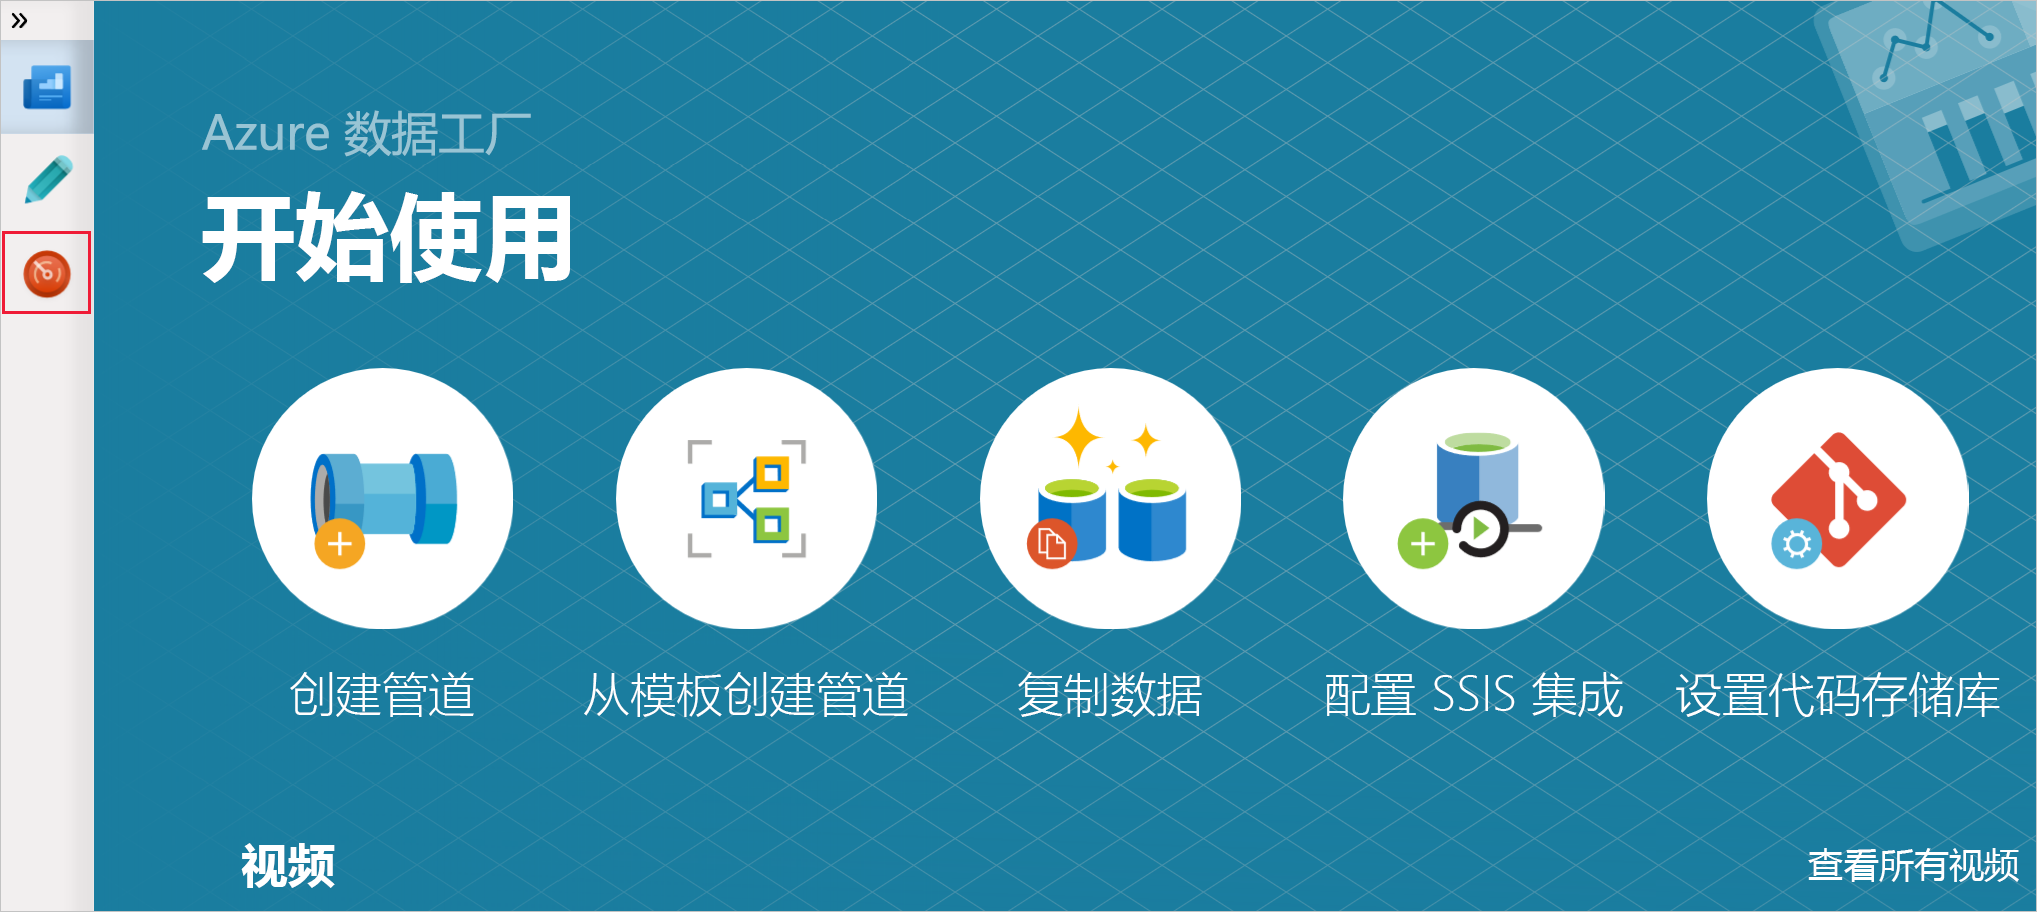 Azure 数据工厂
开始使用
创建管道
从模板创建管道
复制数据
配置 SSIS 集成
设置代码存储库
视频
查看所有视频